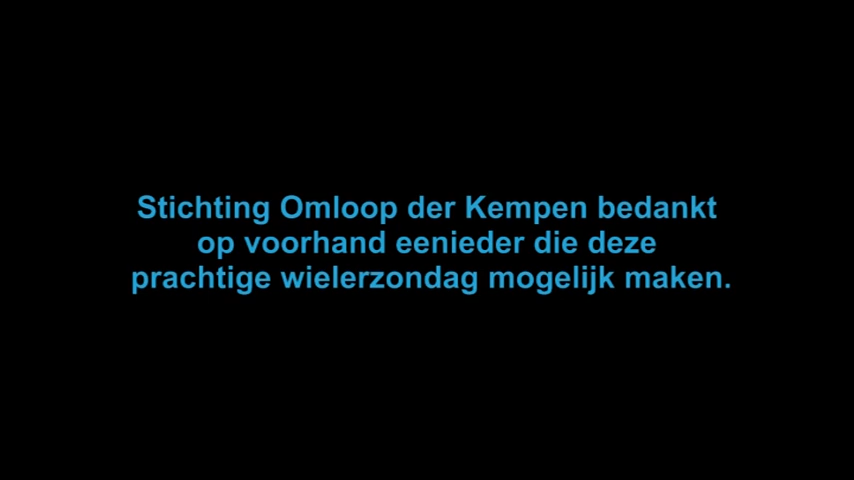 Stichting Omloop der Kempen bedankt
op voorhand eenieder die deze
prachtige wielerzondag mogelijk maken.